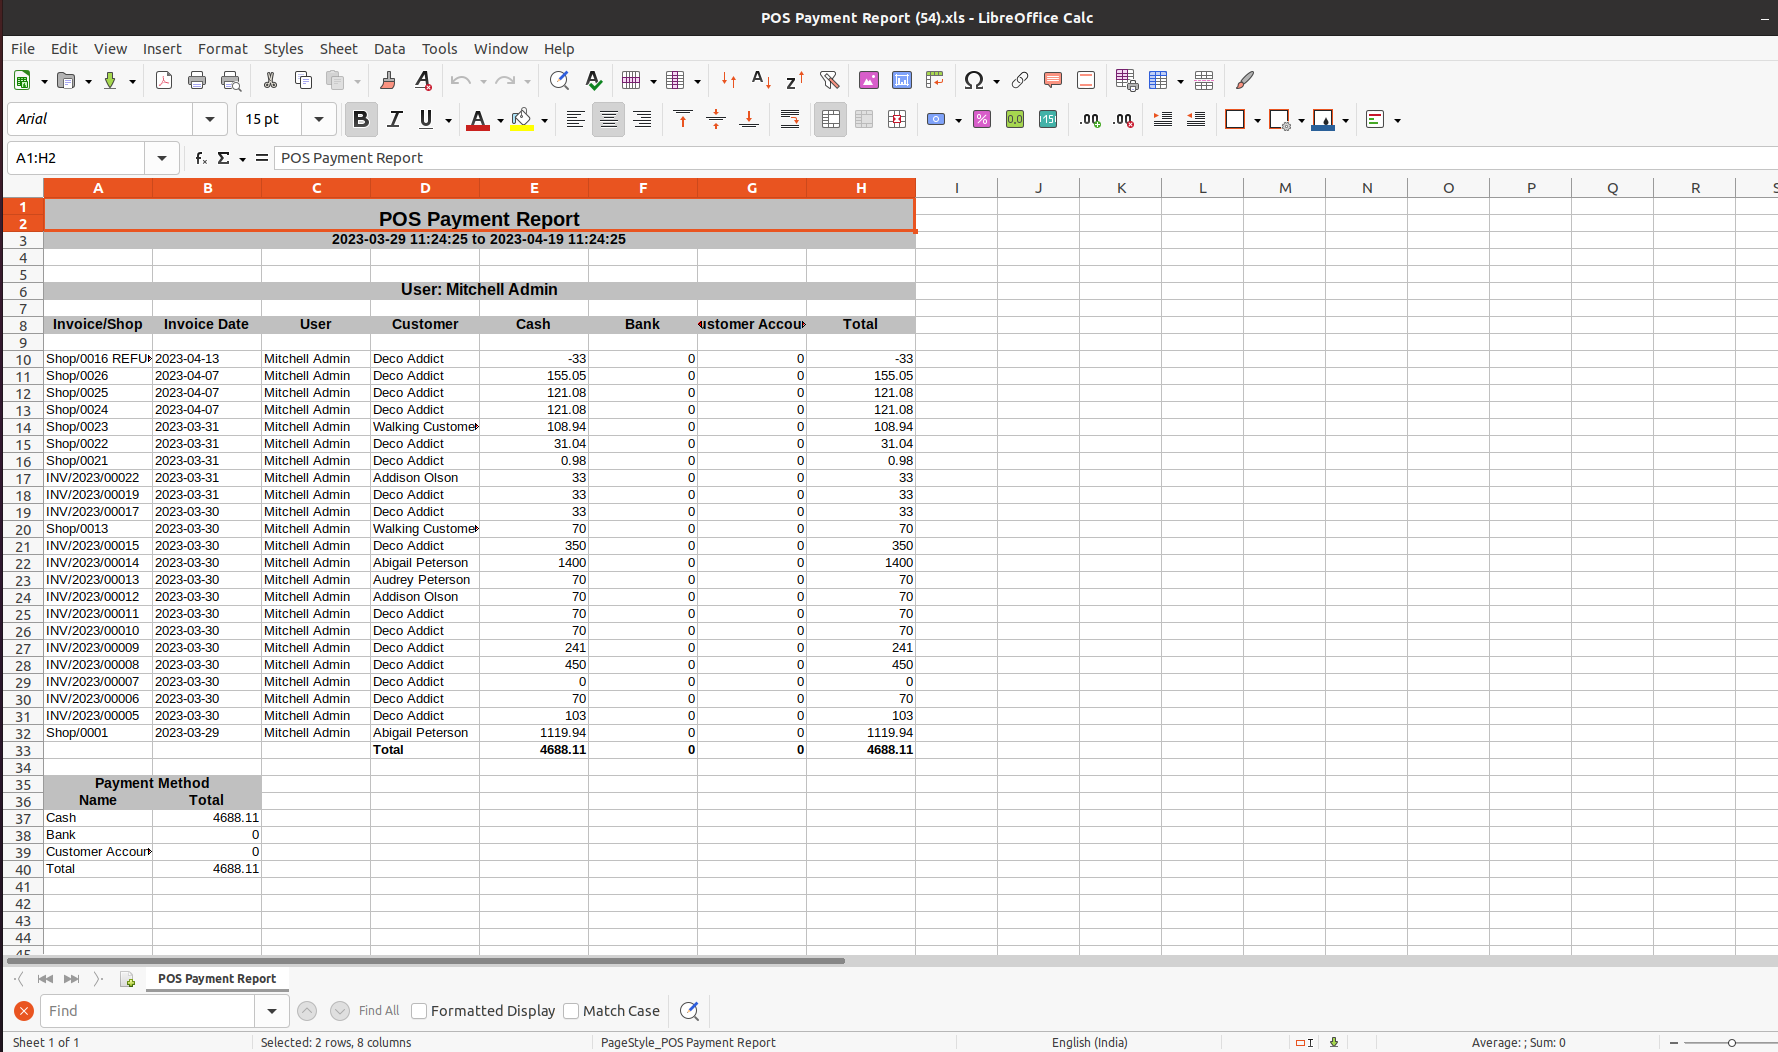 POS Payment Report (54).xls - LibreOffice Calc
File Edit View Insert Format Styles Sheet Data Tools Window Help
Arial 15 pt
A1:H2 POS Payment Report
A B C D E F G H I J K L M N O P Q R S
1
2 POS Payment Report
3 2023-03-29 11:24:25 to 2023-04-19 11:24:25
4
5
6 User: Mitchell Admin
7
8 Invoice/Shop Invoice Date User Customer Cash Bank ustomer Accou Total
9
10 Shop/0016 REFU 2023-04-13 Mitchell Admin Deco Addict -33 0 0 -33
11 Shop/0026 2023-04-07 Mitchell Admin Deco Addict 155.05 0 0 155.05
12 Shop/0025 2023-04-07 Mitchell Admin Deco Addict 121.08 0 0 121.08
13 Shop/0024 2023-04-07 Mitchell Admin Deco Addict 121.08 0 0 121.08
14 Shop/0023 2023-03-31 Mitchell Admin Walking Custome 108.94 0 0 108.94
15 Shop/0022 2023-03-31 Mitchell Admin Deco Addict 31.04 0 0 31.04
16 Shop/0021 2023-03-31 Mitchell Admin Deco Addict 0.98 0 0 0.98
17 INV/2023/00022 2023-03-31 Mitchell Admin Addison Olson 33 0 0 33
18 INV/2023/00019 2023-03-31 Mitchell Admin Deco Addict 33 0 0 33
19 INV/2023/00017 2023-03-30 Mitchell Admin Deco Addict 33 0 0 33
20 Shop/0013 2023-03-30 Mitchell Admin Walking Custome 70 0 0 70
21 INV/2023/00015 2023-03-30 Mitchell Admin Deco Addict 350 0 0 350
22 INV/2023/00014 2023-03-30 Mitchell Admin Abigail Peterson 1400 0 0 1400
23 INV/2023/00013 2023-03-30 Mitchell Admin Audrey Peterson 70 0 0 70
24 INV/2023/00012 2023-03-30 Mitchell Admin Addison Olson 70 0 0 70
25 INV/2023/00011 2023-03-30 Mitchell Admin Deco Addict 70 0 0 70
26 INV/2023/00010 2023-03-30 Mitchell Admin Deco Addict 70 0 0 70
27 INV/2023/00009 2023-03-30 Mitchell Admin Deco Addict 241 0 0 241
28 INV/2023/00008 2023-03-30 Mitchell Admin Deco Addict 450 0 0 450
29 INV/2023/00007 2023-03-30 Mitchell Admin Deco Addict 0 0 0 0
30 INV/2023/00006 2023-03-30 Mitchell Admin Deco Addict 70 0 0 70
31 INV/2023/00005 2023-03-30 Mitchell Admin Deco Addict 103 0 0 103
32 Shop/0001 2023-03-29 Mitchell Admin Abigail Peterson 1119.94 0 0 1119.94
33 Total 4688.11 0 0 4688.11
34
35 Payment Method
36 Name Total
37 Cash 4688.11
38 Bank 0
39 Customer Accoun 0
40 Total 4688.11
41
42
43
44
45
POS Payment Report
Find Find All Formatted Display Match Case
Sheet 1 of 1 Selected: 2 rows, 8 columns PageStyle_POS Payment Report English (India) Average: ; Sum: 0